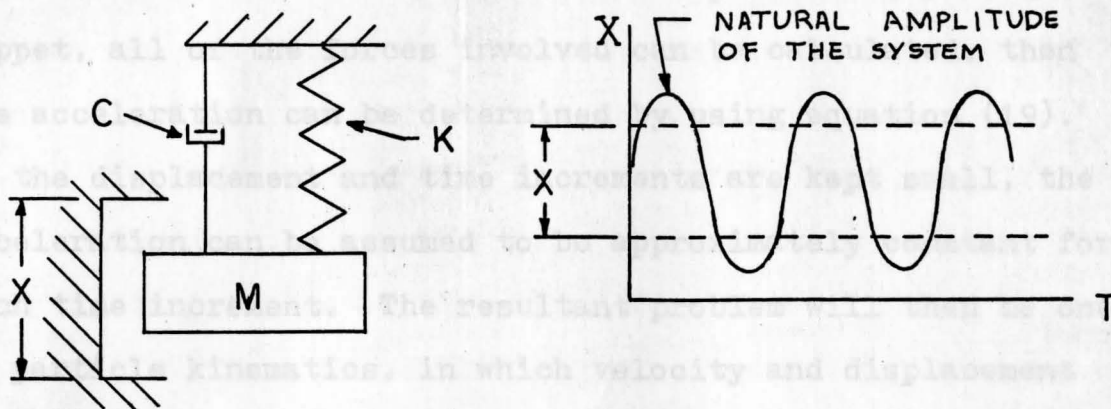 ppet, all of the forces involved can be calculated, then
e acceleration can be determined by using equation (19).
the displacement and time increments are kept small, the
celeration can be assumed to be approximately constant for
time increment. The resultant problem will then be one
particle kinematics, in which velocity and displacement
C
K
X
M
X
NATURAL AMPLITUDE
OF THE SYSTEM
X
T